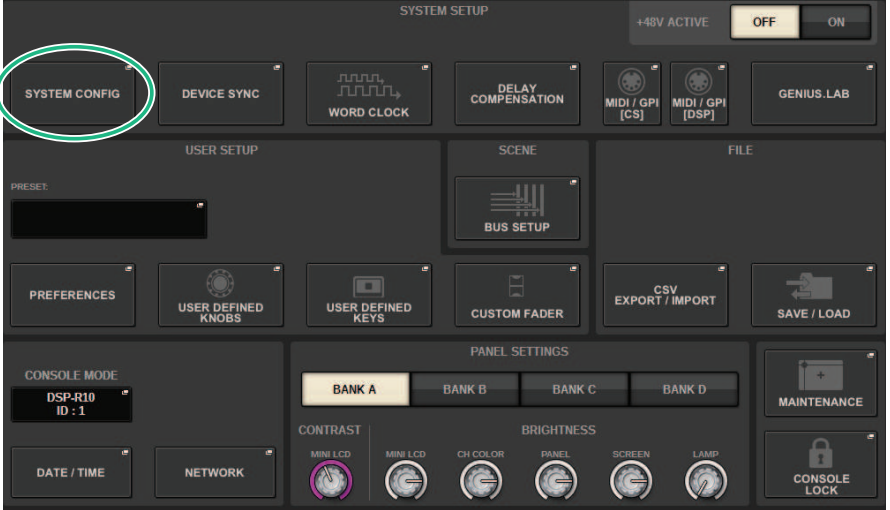 SYSTEM SETUP
+48V ACTIVE
OFF
ON
SYSTEM CONFIG
DEVICE SYNC
WORD CLOCK
DELAY
COMPENSATION
MIDI / GPI
[CS]
MIDI / GPI
[DSP]
GENIUS.LAB
USER SETUP
PRESET:
SCENE
BUS SETUP
FILE
PREFERENCES
USER DEFINED
KNOBS
USER DEFINED
KEYS
CUSTOM FADER
CSV
EXPORT / IMPORT
SAVE / LOAD
CONSOLE MODE
DSP-R10
ID : 1
DATE / TIME
NETWORK
PANEL SETTINGS
BANK A
BANK B
BANK C
BANK D
CONTRAST
BRIGHTNESS
MINI LCD
MINI LCD
CH COLOR
PANEL
SCREEN
LAMP
MAINTENANCE
CONSOLE
LOCK